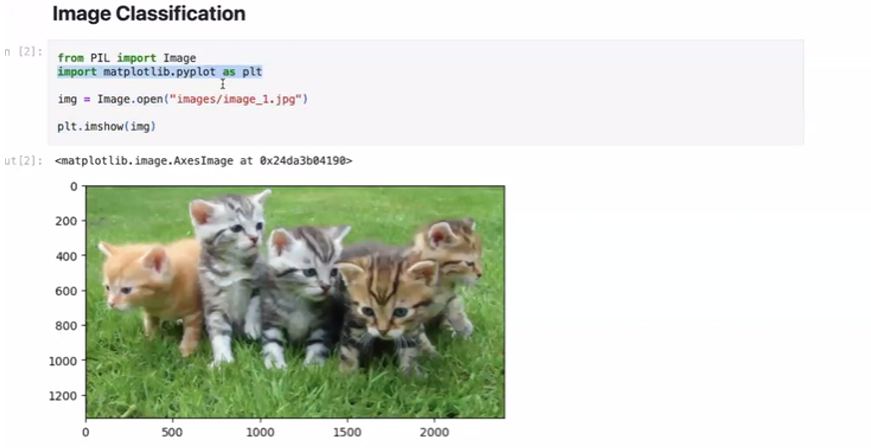 Image Classification
n [2]:
from PIL import Image
import matplotlib.pyplot as plt
img = Image.open("images/image_1.jpg")
plt.imshow(img)
ut[2]:
<matplotlib.image.AxesImage at 0x24da3b04190>
0
200
400
600
800
1000
1200
0 500 1000 1500 2000